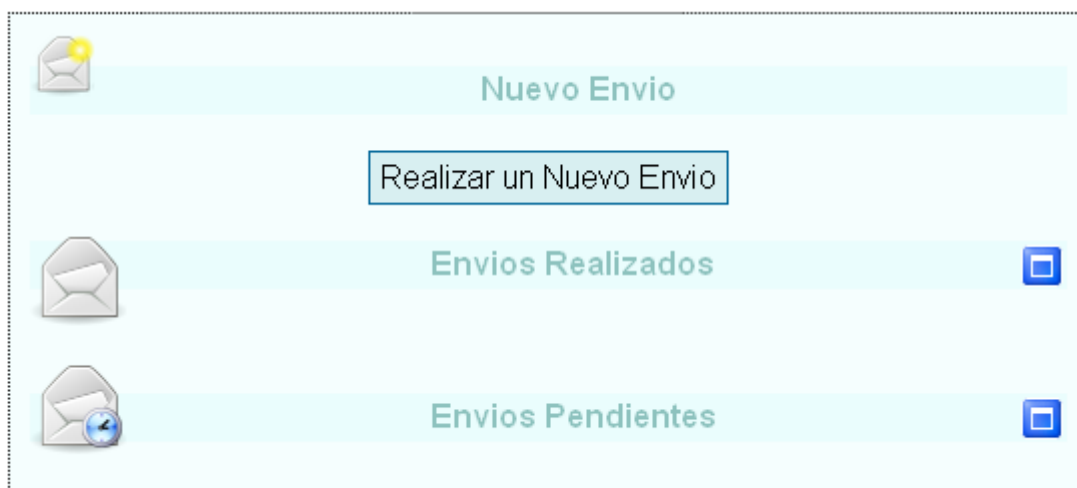 Nuevo Envio
Realizar un Nuevo Envio
Envios Realizados
Envios Pendientes